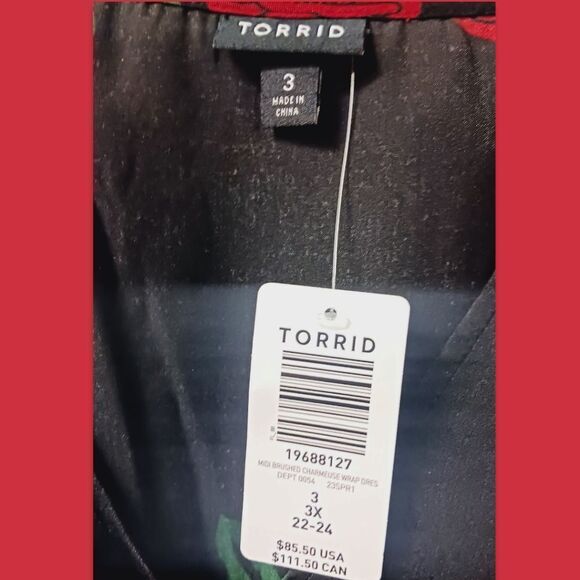 TORRID
3
MADE IN
CHINA
TORRID
19688127
MIDI BRUSHED CHARMEUSE WRAP DRES
DEPT 0054 23SPR1
3
3X
22-24
$85.50 USA
$111.50 CAN